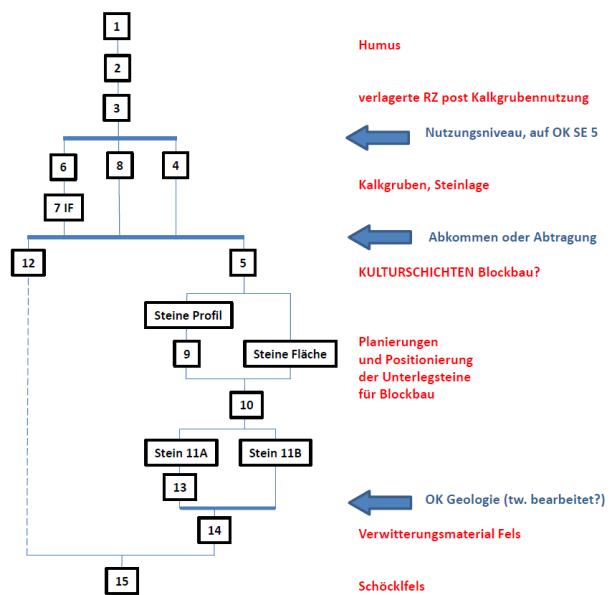 1
Humus
2
verlagerte RZ post Kalkgrubennutzung
3
Nutzungsniveau, auf OK SE 5
6
8
4
Kalkgruben, Steinlage
7 IF
Abkommen oder Abtragung
12
5
KULTURSCHICHTEN Blockbau?
Steine Profil
9
Steine Fläche
Planierungen
und Positionierung
der Unterlegsteine
für Blockbau
10
Stein 11A
Stein 11B
13
OK Geologie (tw. bearbeitet?)
14
Verwitterungsmaterial Fels
15
Schöcklfels